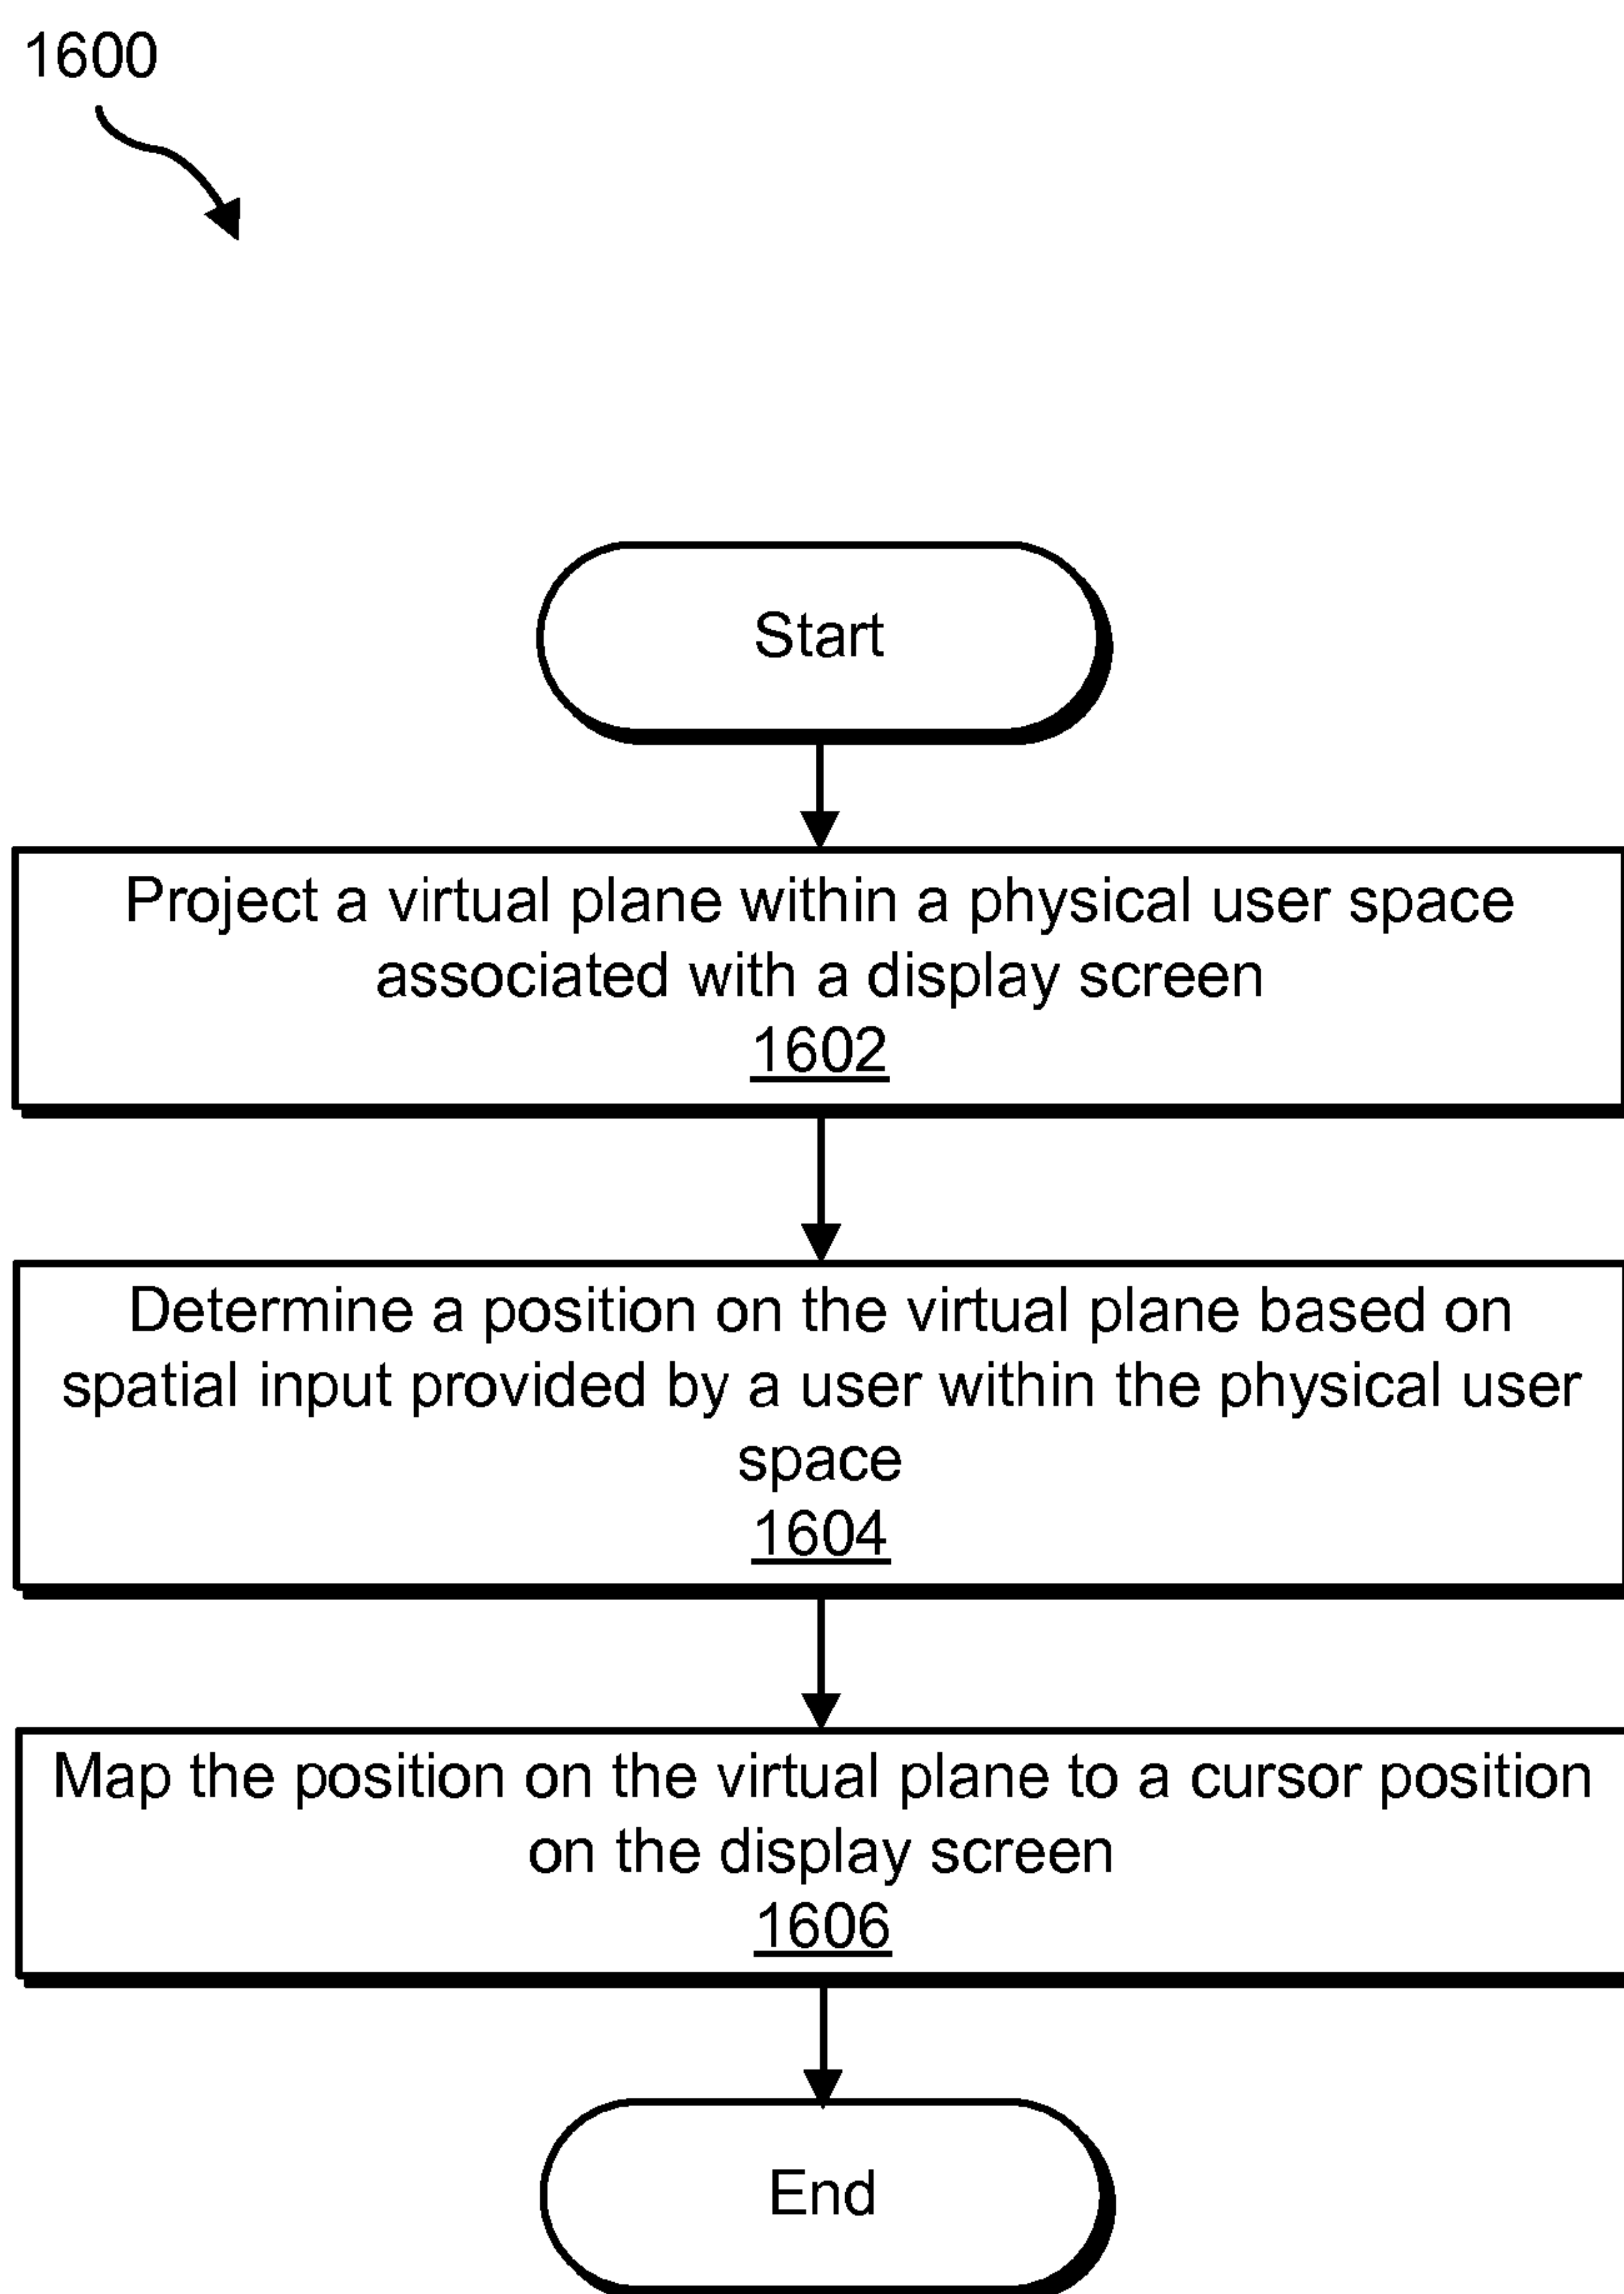 1600
Start
Project a virtual plane within a physical user space
associated with a display screen
1602
Determine a position on the virtual plane based on
spatial input provided by a user within the physical user
space
1604
Map the position on the virtual plane to a cursor position
on the display screen
1606
End